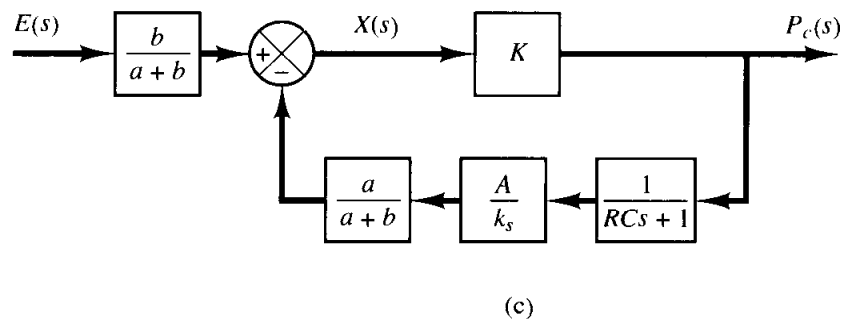 E(s)
b
a + b
+
−
X(s)
K
P_c(s)
a
a + b
A
k_s
1
RCs + 1
(c)